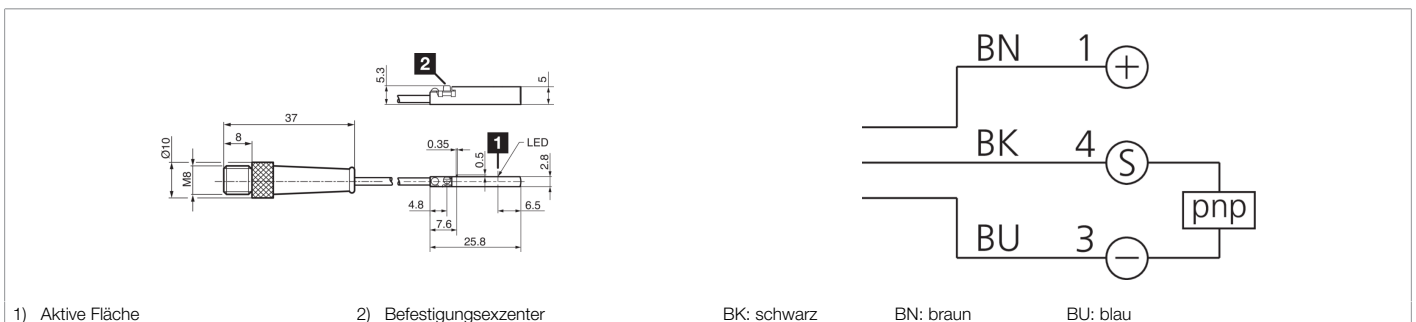 5.3
2
5
37
8
Ø10
M8
0.35
0.5
1
LED
2.8
4.8
6.5
7.6
25.8
BN 1 +
BK 4 S
pnp
BU 3 −
1) Aktive Fläche 2) Befestigungsexzenter BK: schwarz BN: braun BU: blau